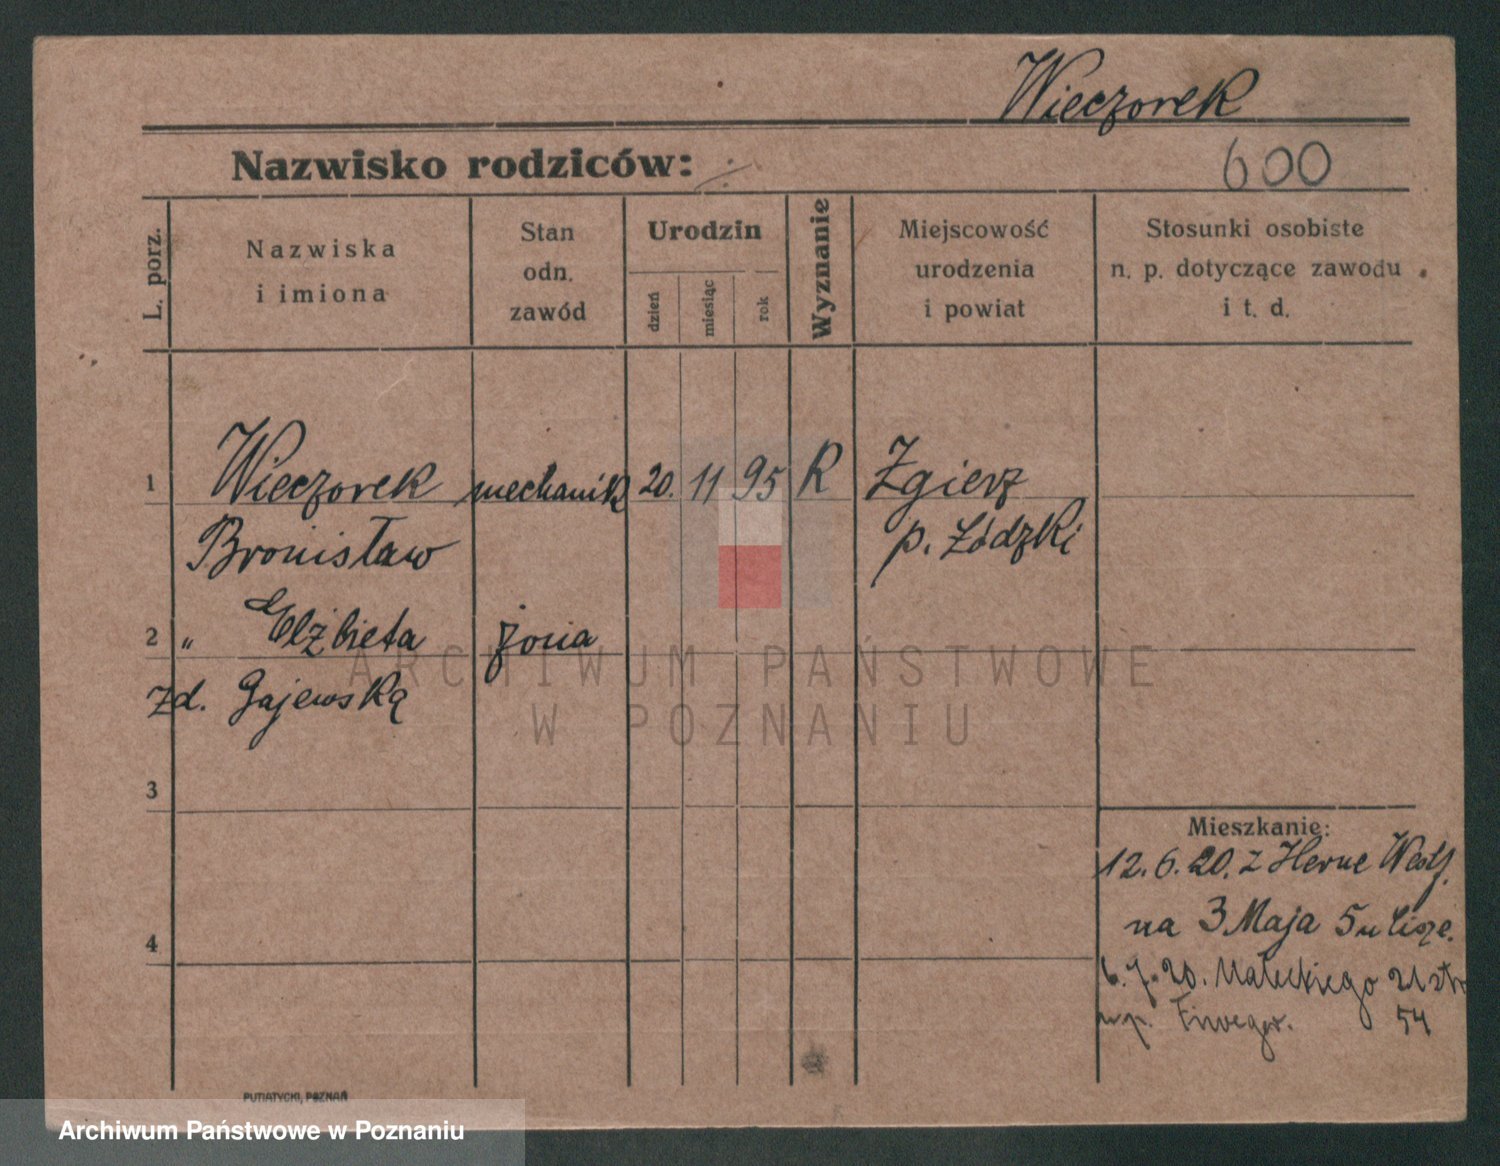 Wieczorek
Nazwisko rodziców:
600
L. porz.
Nazwiska
i imiona
Stan
odn.
zawód
Urodzin
dzień
miesiąc
rok
Wyznanie
Miejscowość
urodzenia
i powiat
Stosunki osobiste
n. p. dotyczące zawodu
i t. d.
1 Wieczorek mechanik 20. 11 95 R Zgierz
Bronisław p. Łódzki
2 " Elżbieta żona
zd. Gajewską
3
4
Mieszkanie:
12.6.20. z Herne Westf.
na 3 Maja 5 u
6.7.20. Małeckiego 21
54
PUTIATYCKI, POZNAŃ
ARCHIWUM PAŃSTWOWE
W POZNANIU
Archiwum Państwowe w Poznaniu